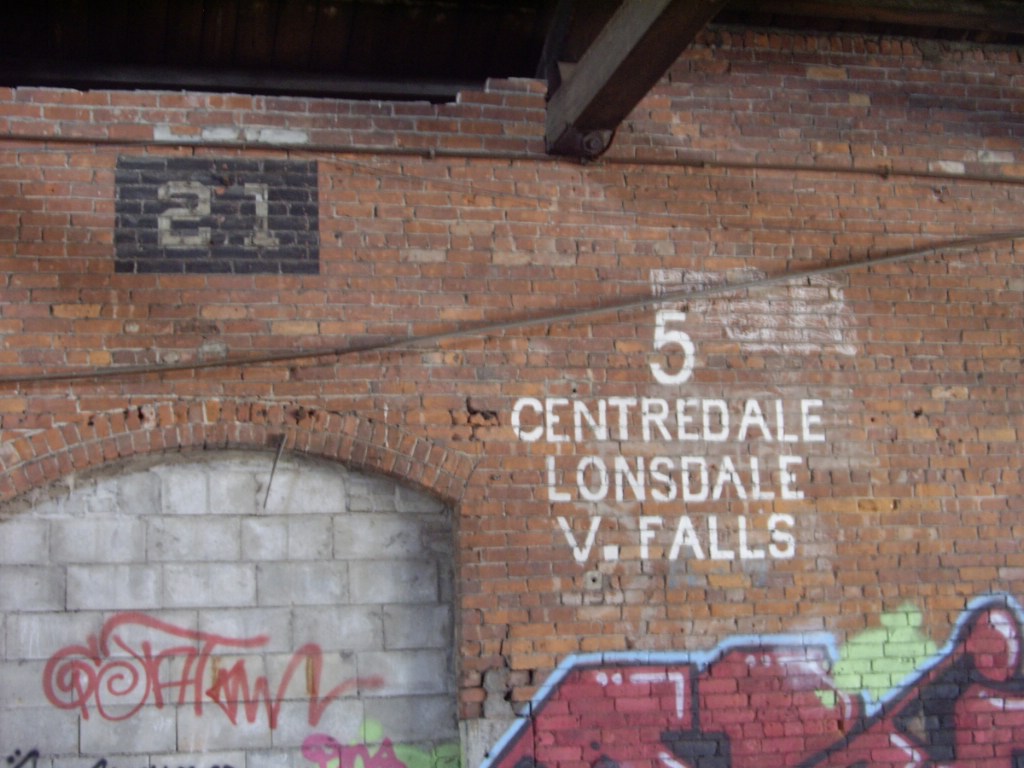 21
5
CENTREDALE
LONSDALE
V. FALLS